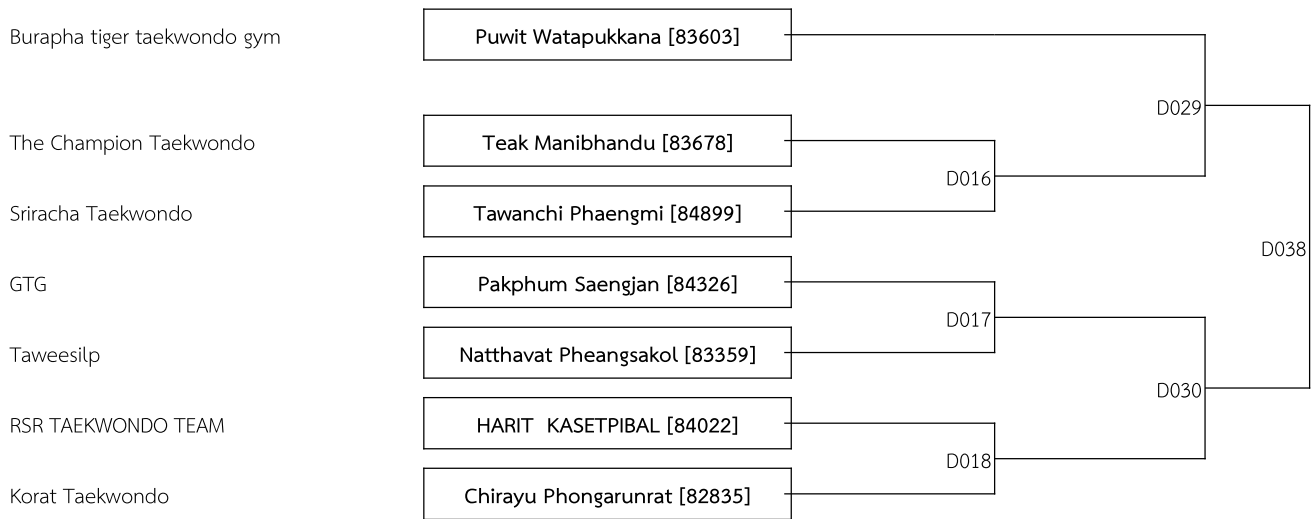 Burapha tiger taekwondo gym Puwit Watapukkana [83603]
D029
The Champion Taekwondo Teak Manibhandu [83678]
D016
Sriracha Taekwondo Tawanchi Phaengmi [84899]
D038
GTG Pakphum Saengjan [84326]
D017
Taweesilp Natthavat Pheangsakol [83359]
D030
RSR TAEKWONDO TEAM HARIT KASETPIBAL [84022]
D018
Korat Taekwondo Chirayu Phongarunrat [82835]